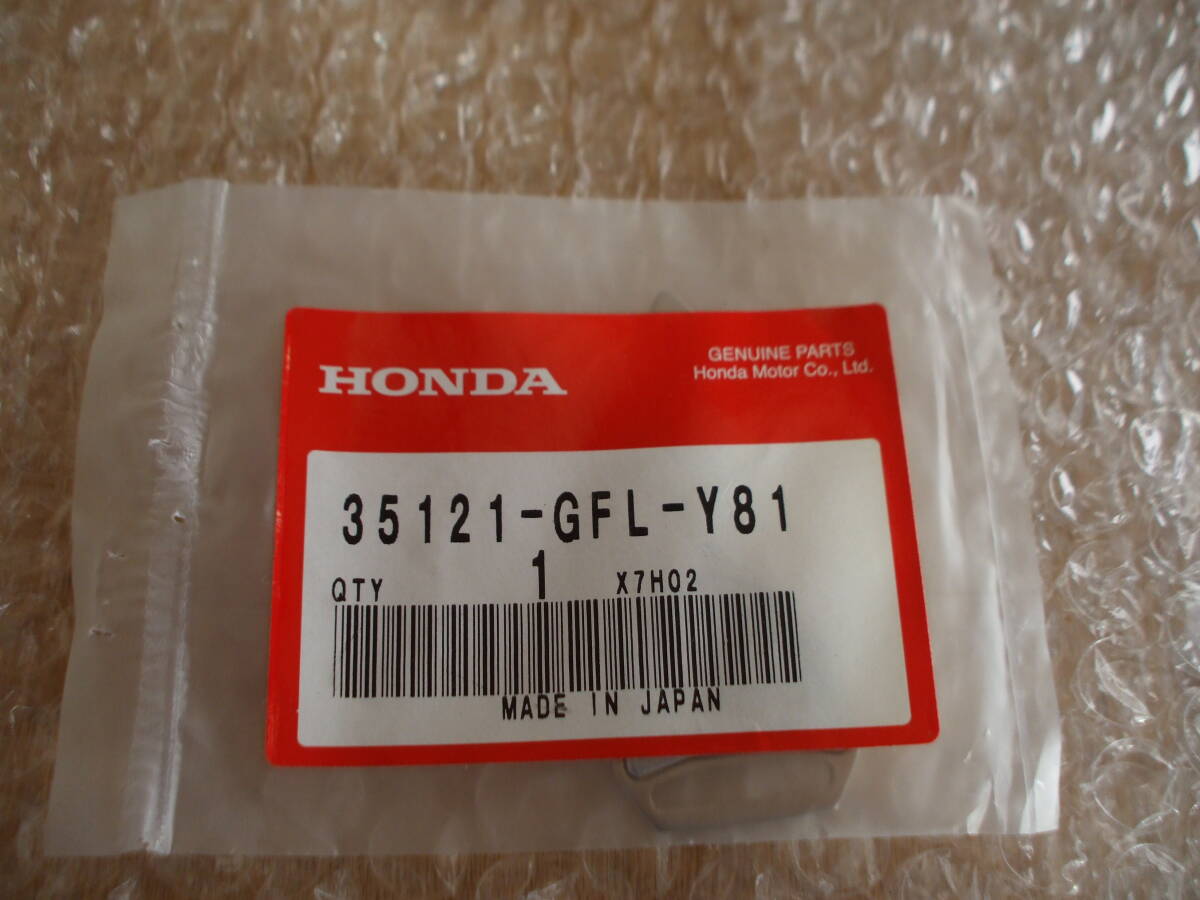 HONDA
GENUINE PARTS
Honda Motor Co., Ltd.
35121-GFL-Y81
QTY 1 X7H02
MADE IN JAPAN